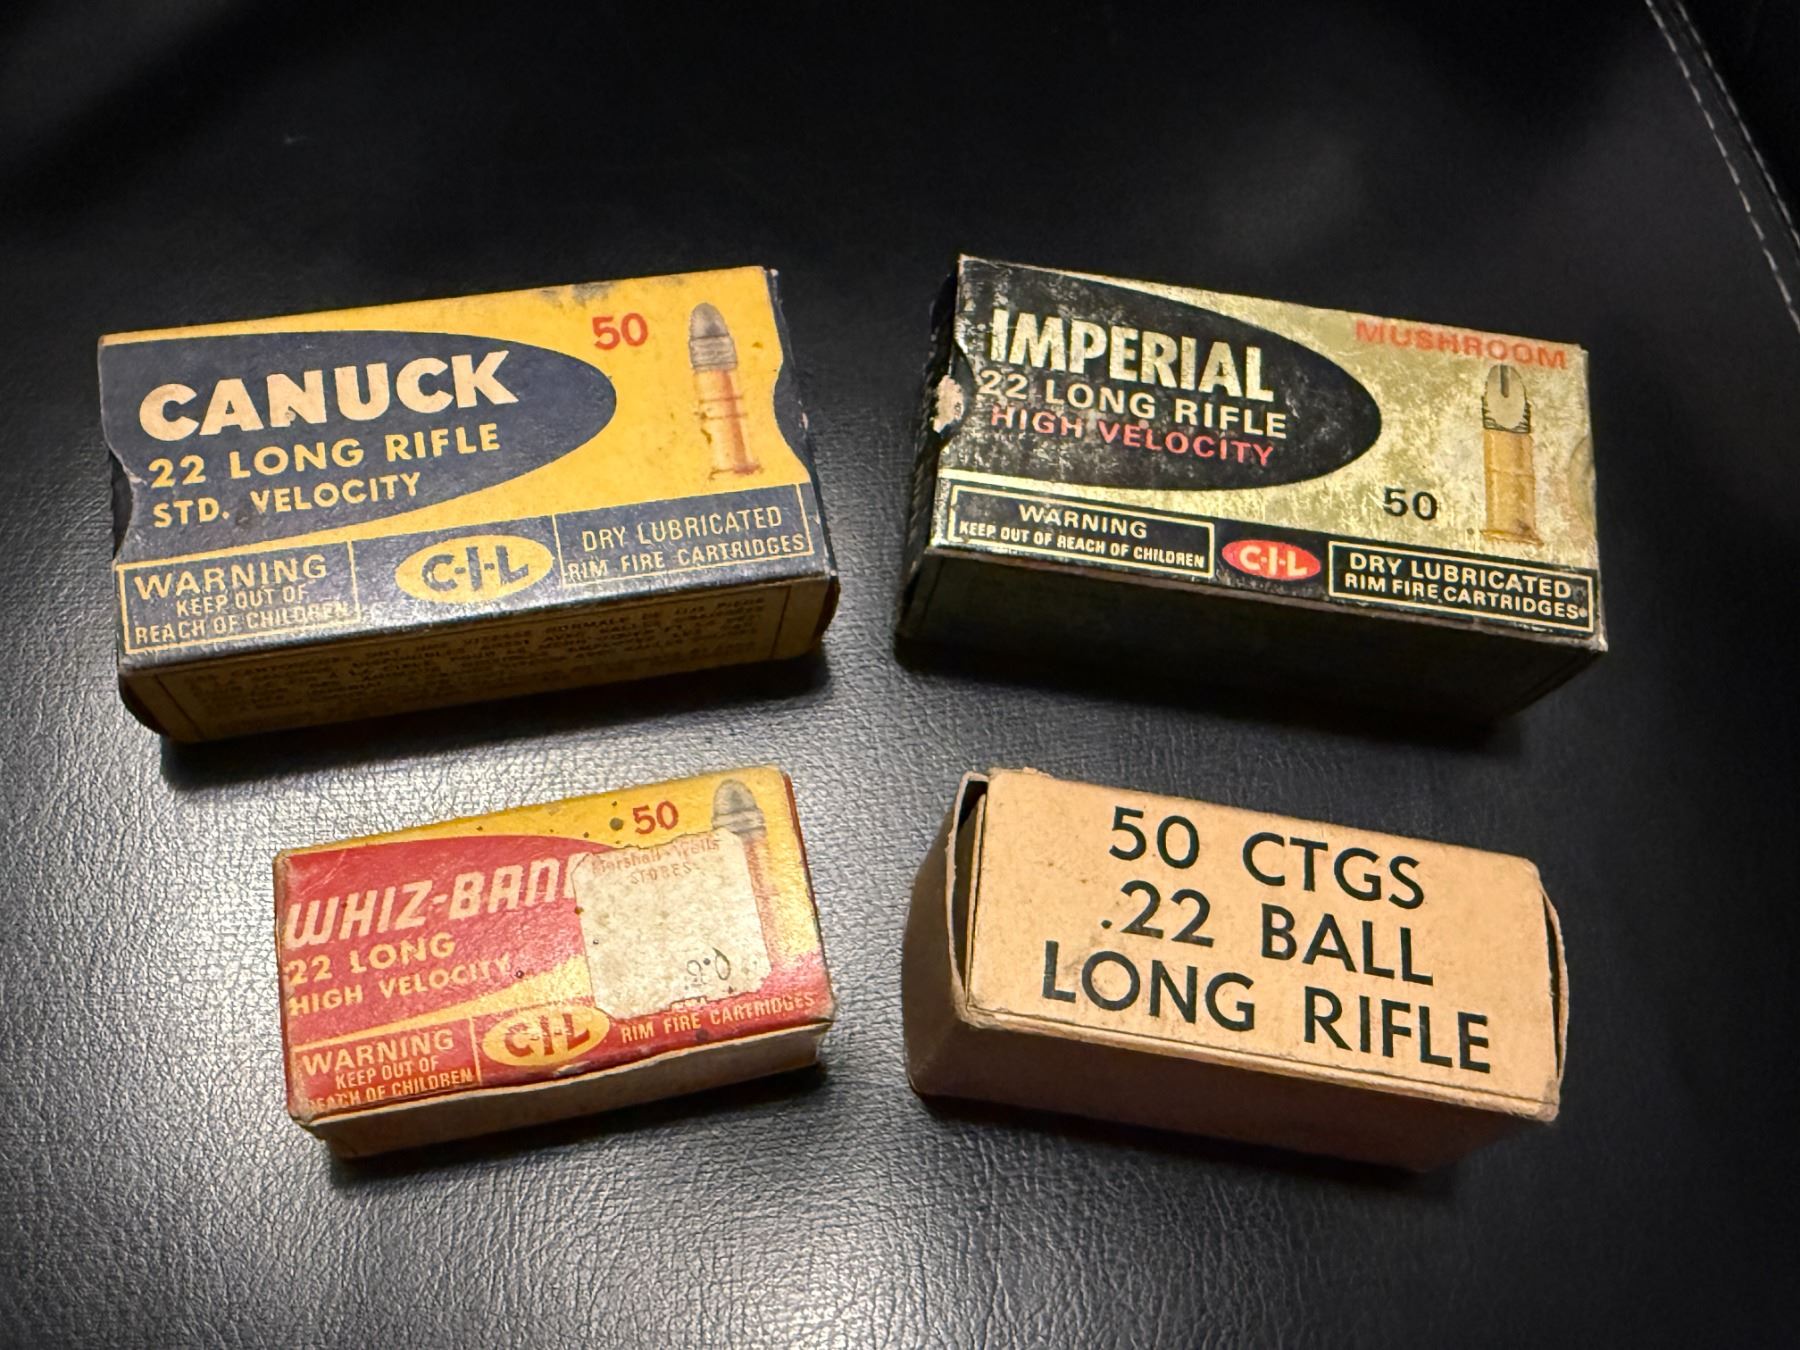 CANUCK
22 LONG RIFLE
STD. VELOCITY
50
WARNING
KEEP OUT OF
REACH OF CHILDREN
C-I-L
DRY LUBRICATED
RIM FIRE CARTRIDGES
IMPERIAL
22 LONG RIFLE
HIGH VELOCITY
MUSHROOM
50
WARNING
KEEP OUT OF REACH OF CHILDREN
C-I-L
DRY LUBRICATED
RIM FIRE CARTRIDGES
WHIZ-BANG
22 LONG
HIGH VELOCITY
50
Marshall-Wells
STORES
WARNING
KEEP OUT OF
REACH OF CHILDREN
C-I-L
RIM FIRE CARTRIDGES
50 CTGS
.22 BALL
LONG RIFLE